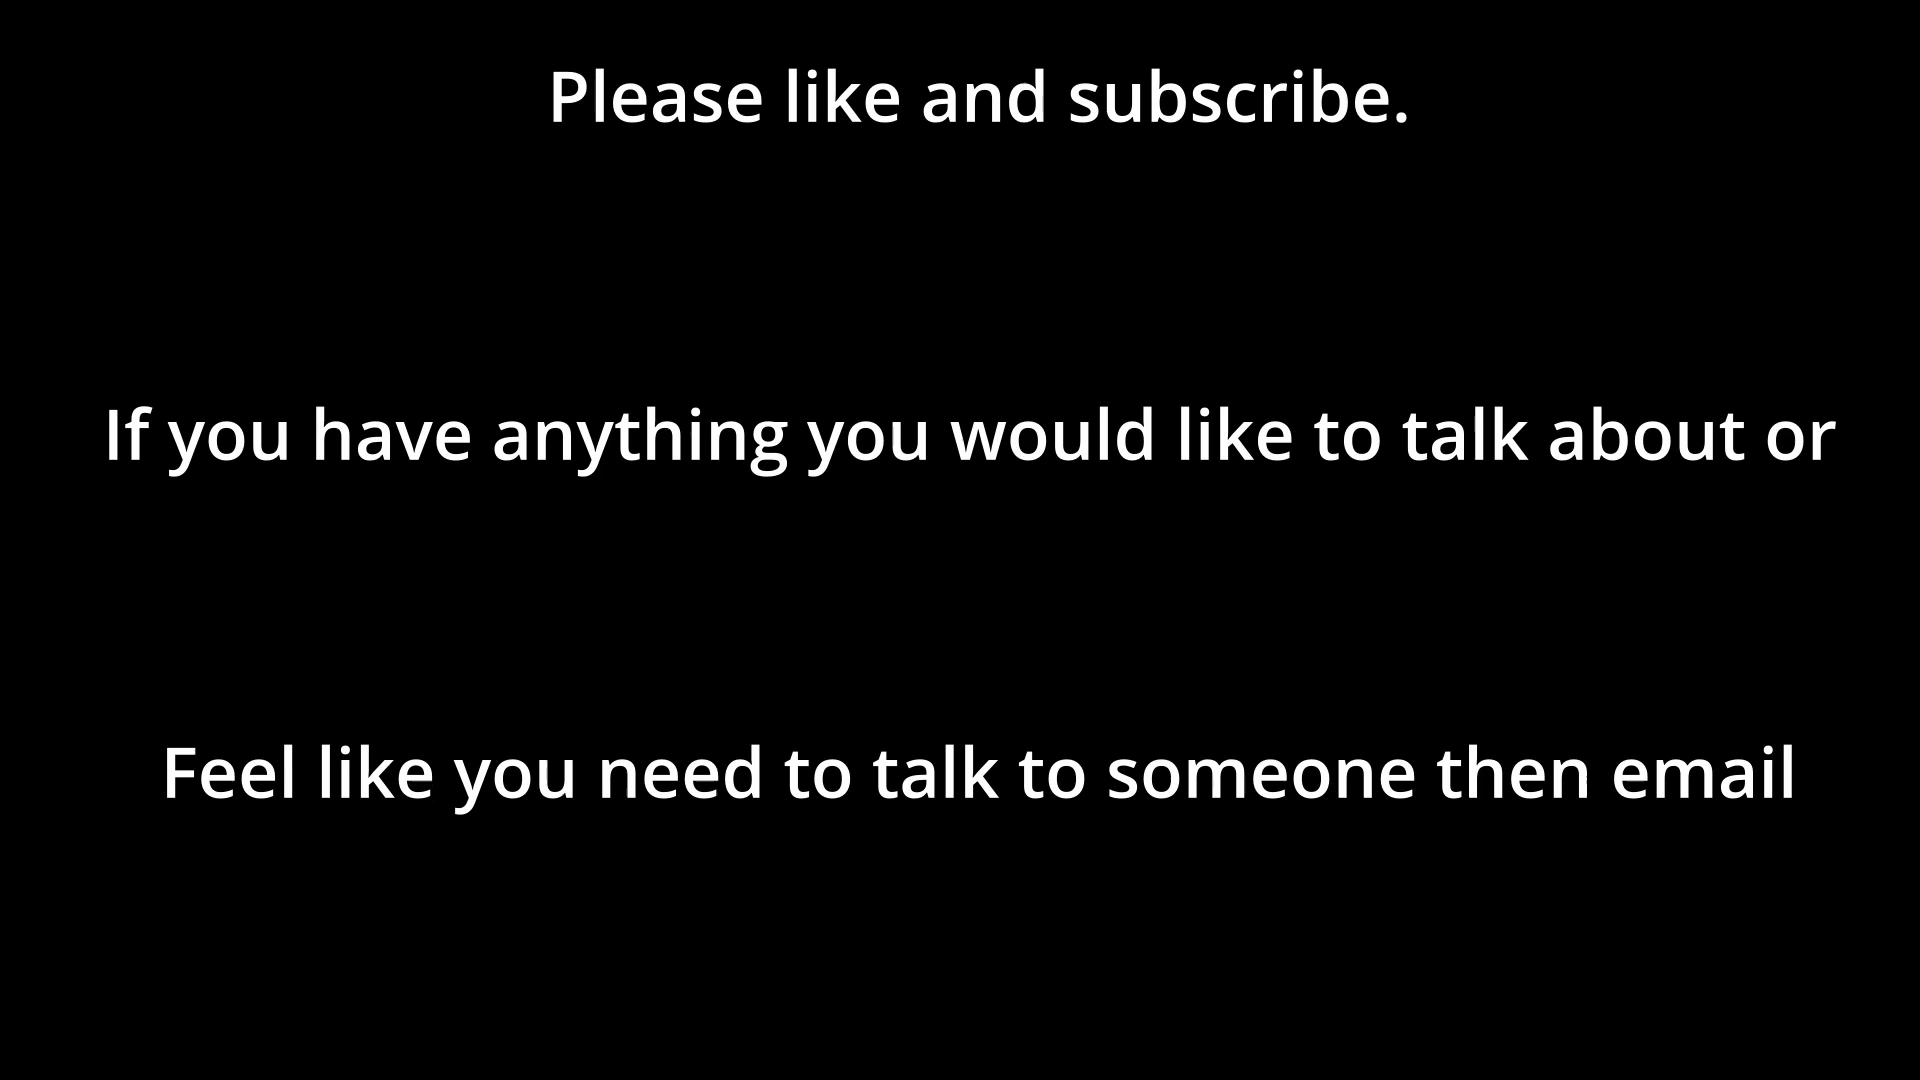 Please like and subscribe.
If you have anything you would like to talk about or
Feel like you need to talk to someone then email